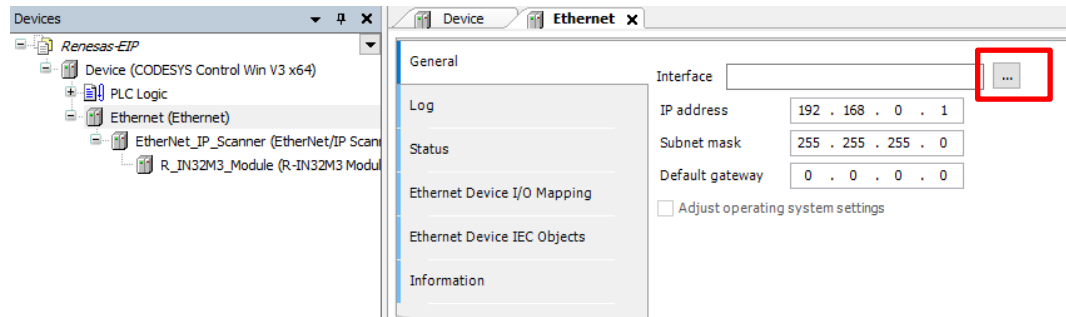 Devices
Renesas-EIP
Device (CODESYS Control Win V3 x64)
PLC Logic
Ethernet (Ethernet)
EtherNet_IP_Scanner (EtherNet/IP Scann
R_IN32M3_Module (R-IN32M3 Modul
Device
Ethernet
General
Log
Status
Ethernet Device I/O Mapping
Ethernet Device IEC Objects
Information
Interface ...
IP address 192 . 168 . 0 . 1
Subnet mask 255 . 255 . 255 . 0
Default gateway 0 . 0 . 0 . 0
Adjust operating system settings